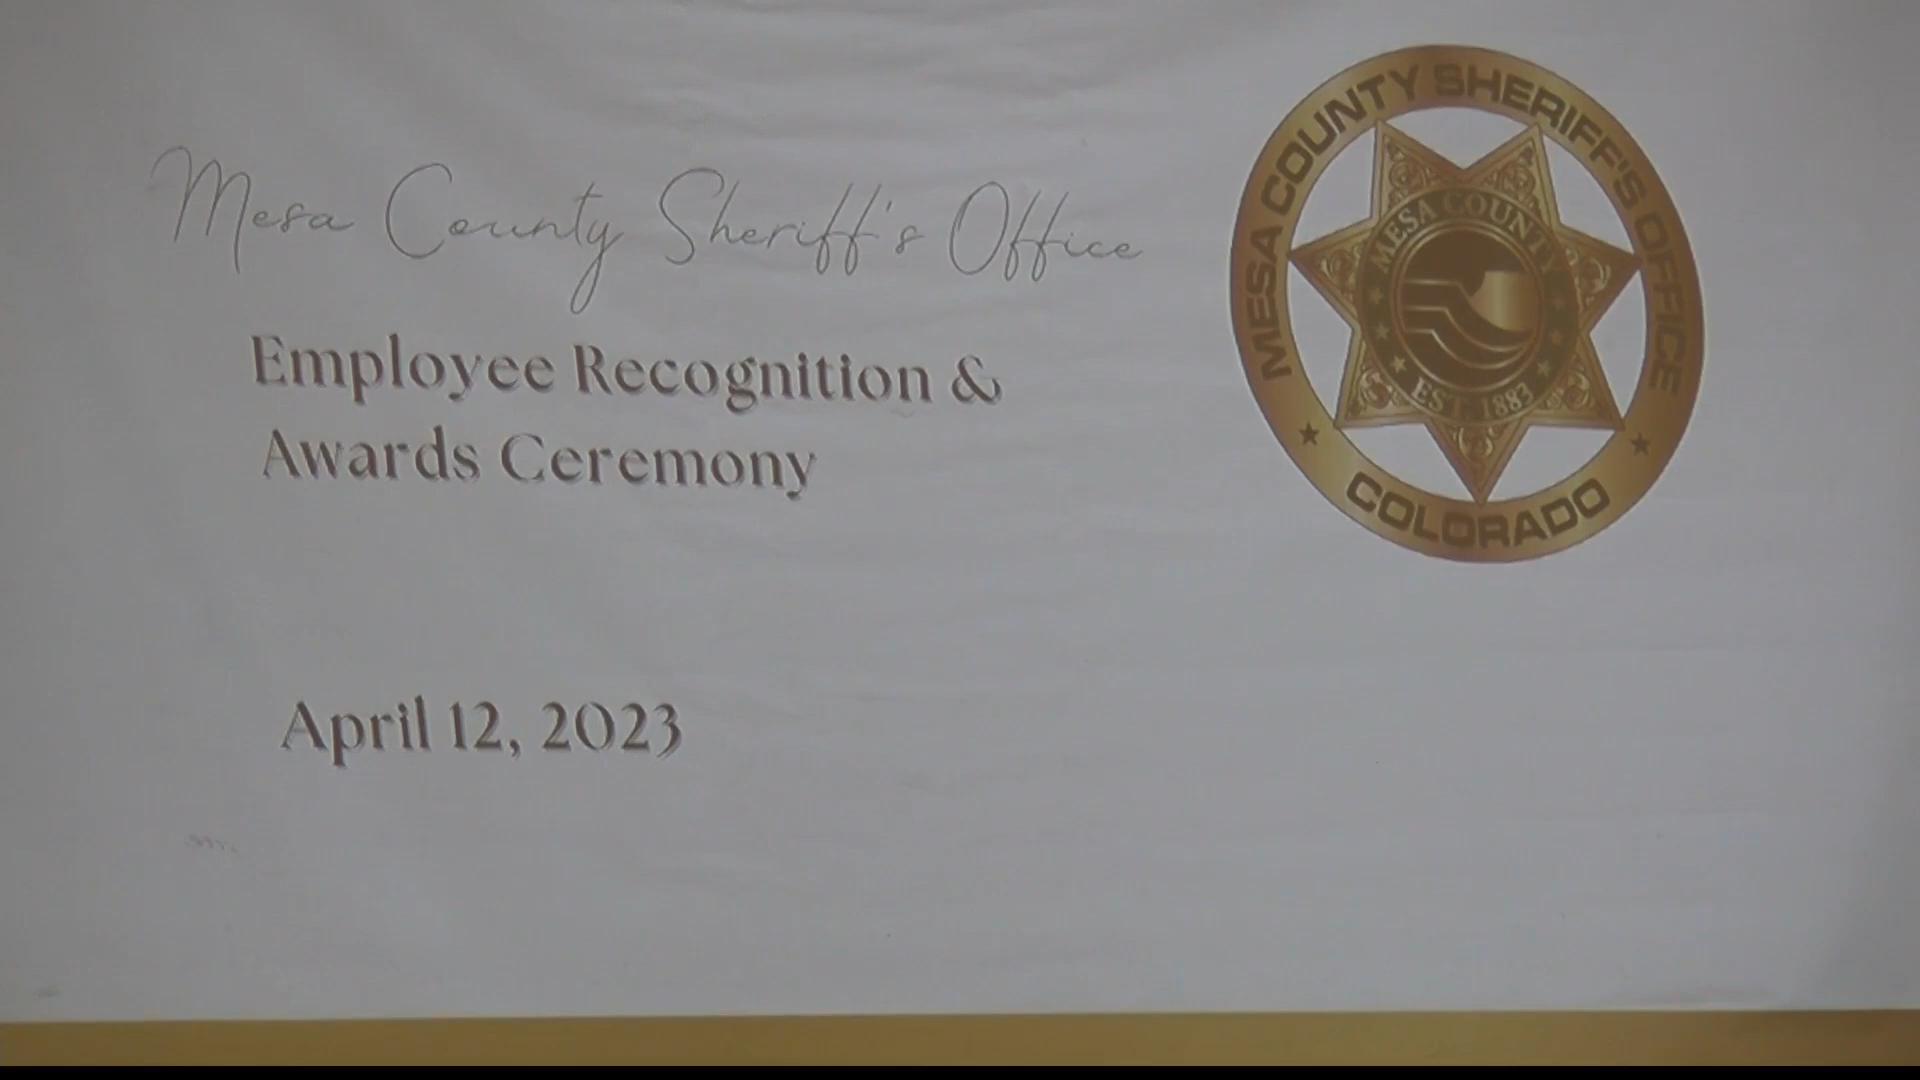 Mesa County Sheriff's Office
Employee Recognition &
Awards Ceremony
April 12, 2023
MESA COUNTY SHERIFF'S OFFICE
MESA COUNTY
EST. 1883
COLORADO